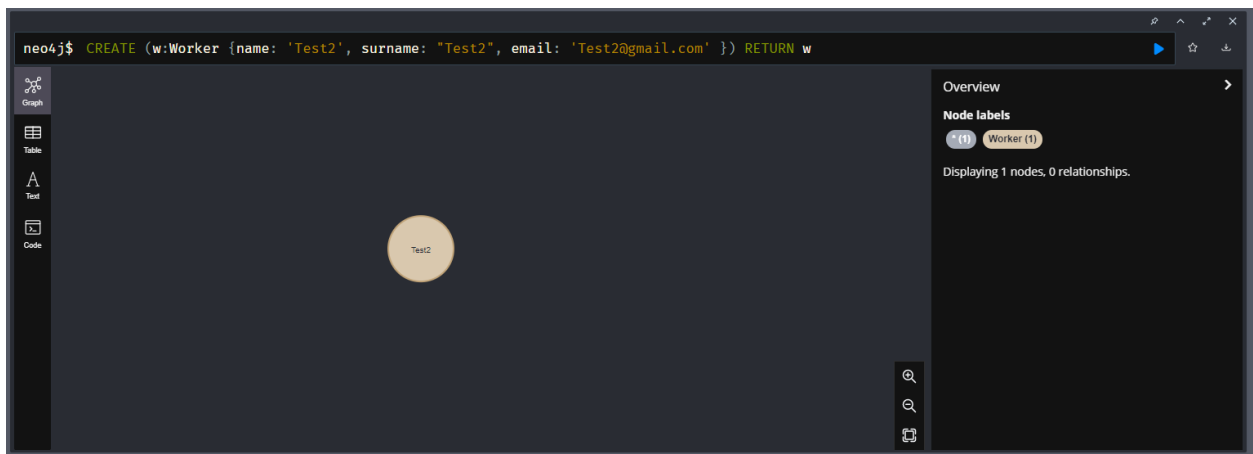 neo4j$ CREATE (w:Worker {name: 'Test2', surname: "Test2", email: 'Test2@gmail.com' }) RETURN w
Graph
Table
Text
Code
Test2
Overview
Node labels
* (1) Worker (1)
Displaying 1 nodes, 0 relationships.